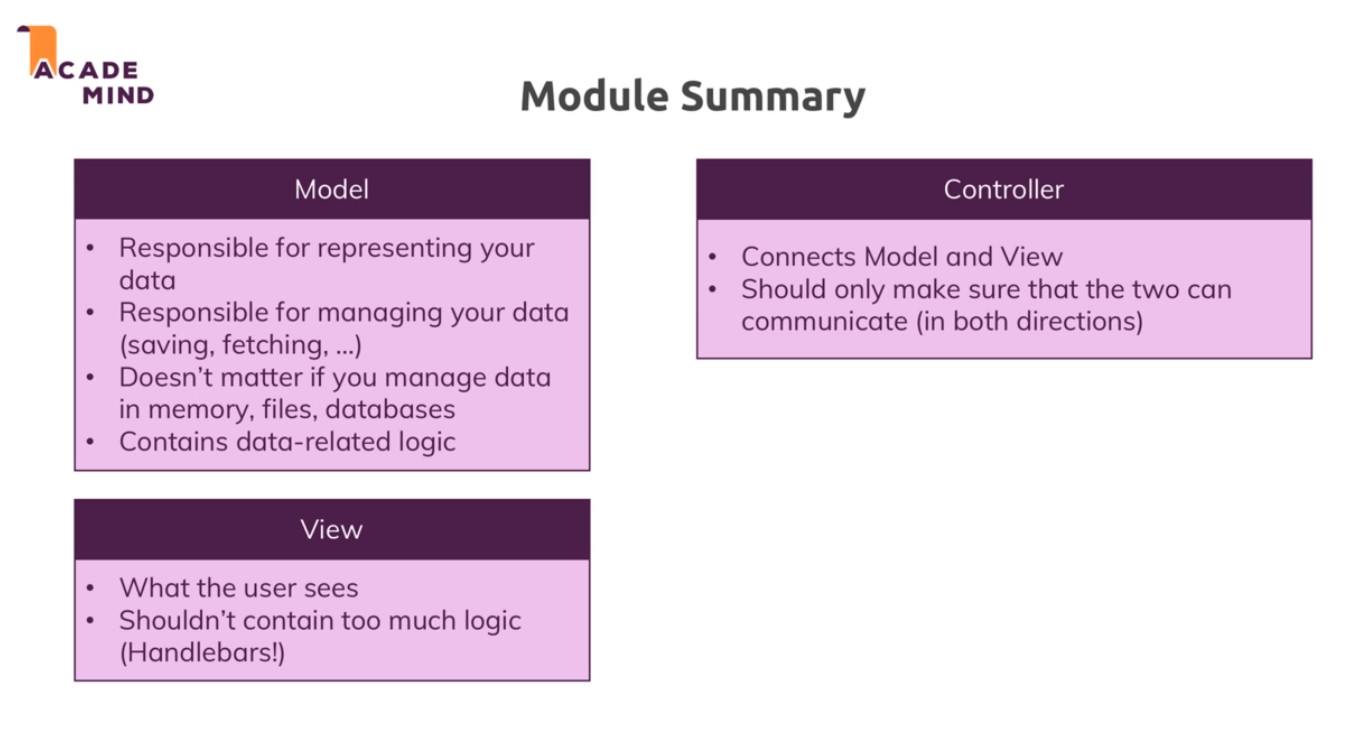 ACADE
MIND
Module Summary
Model
• Responsible for representing your
data
• Responsible for managing your data
(saving, fetching, ...)
• Doesn’t matter if you manage data
in memory, files, databases
• Contains data-related logic
Controller
• Connects Model and View
• Should only make sure that the two can
communicate (in both directions)
View
• What the user sees
• Shouldn’t contain too much logic
(Handlebars!)